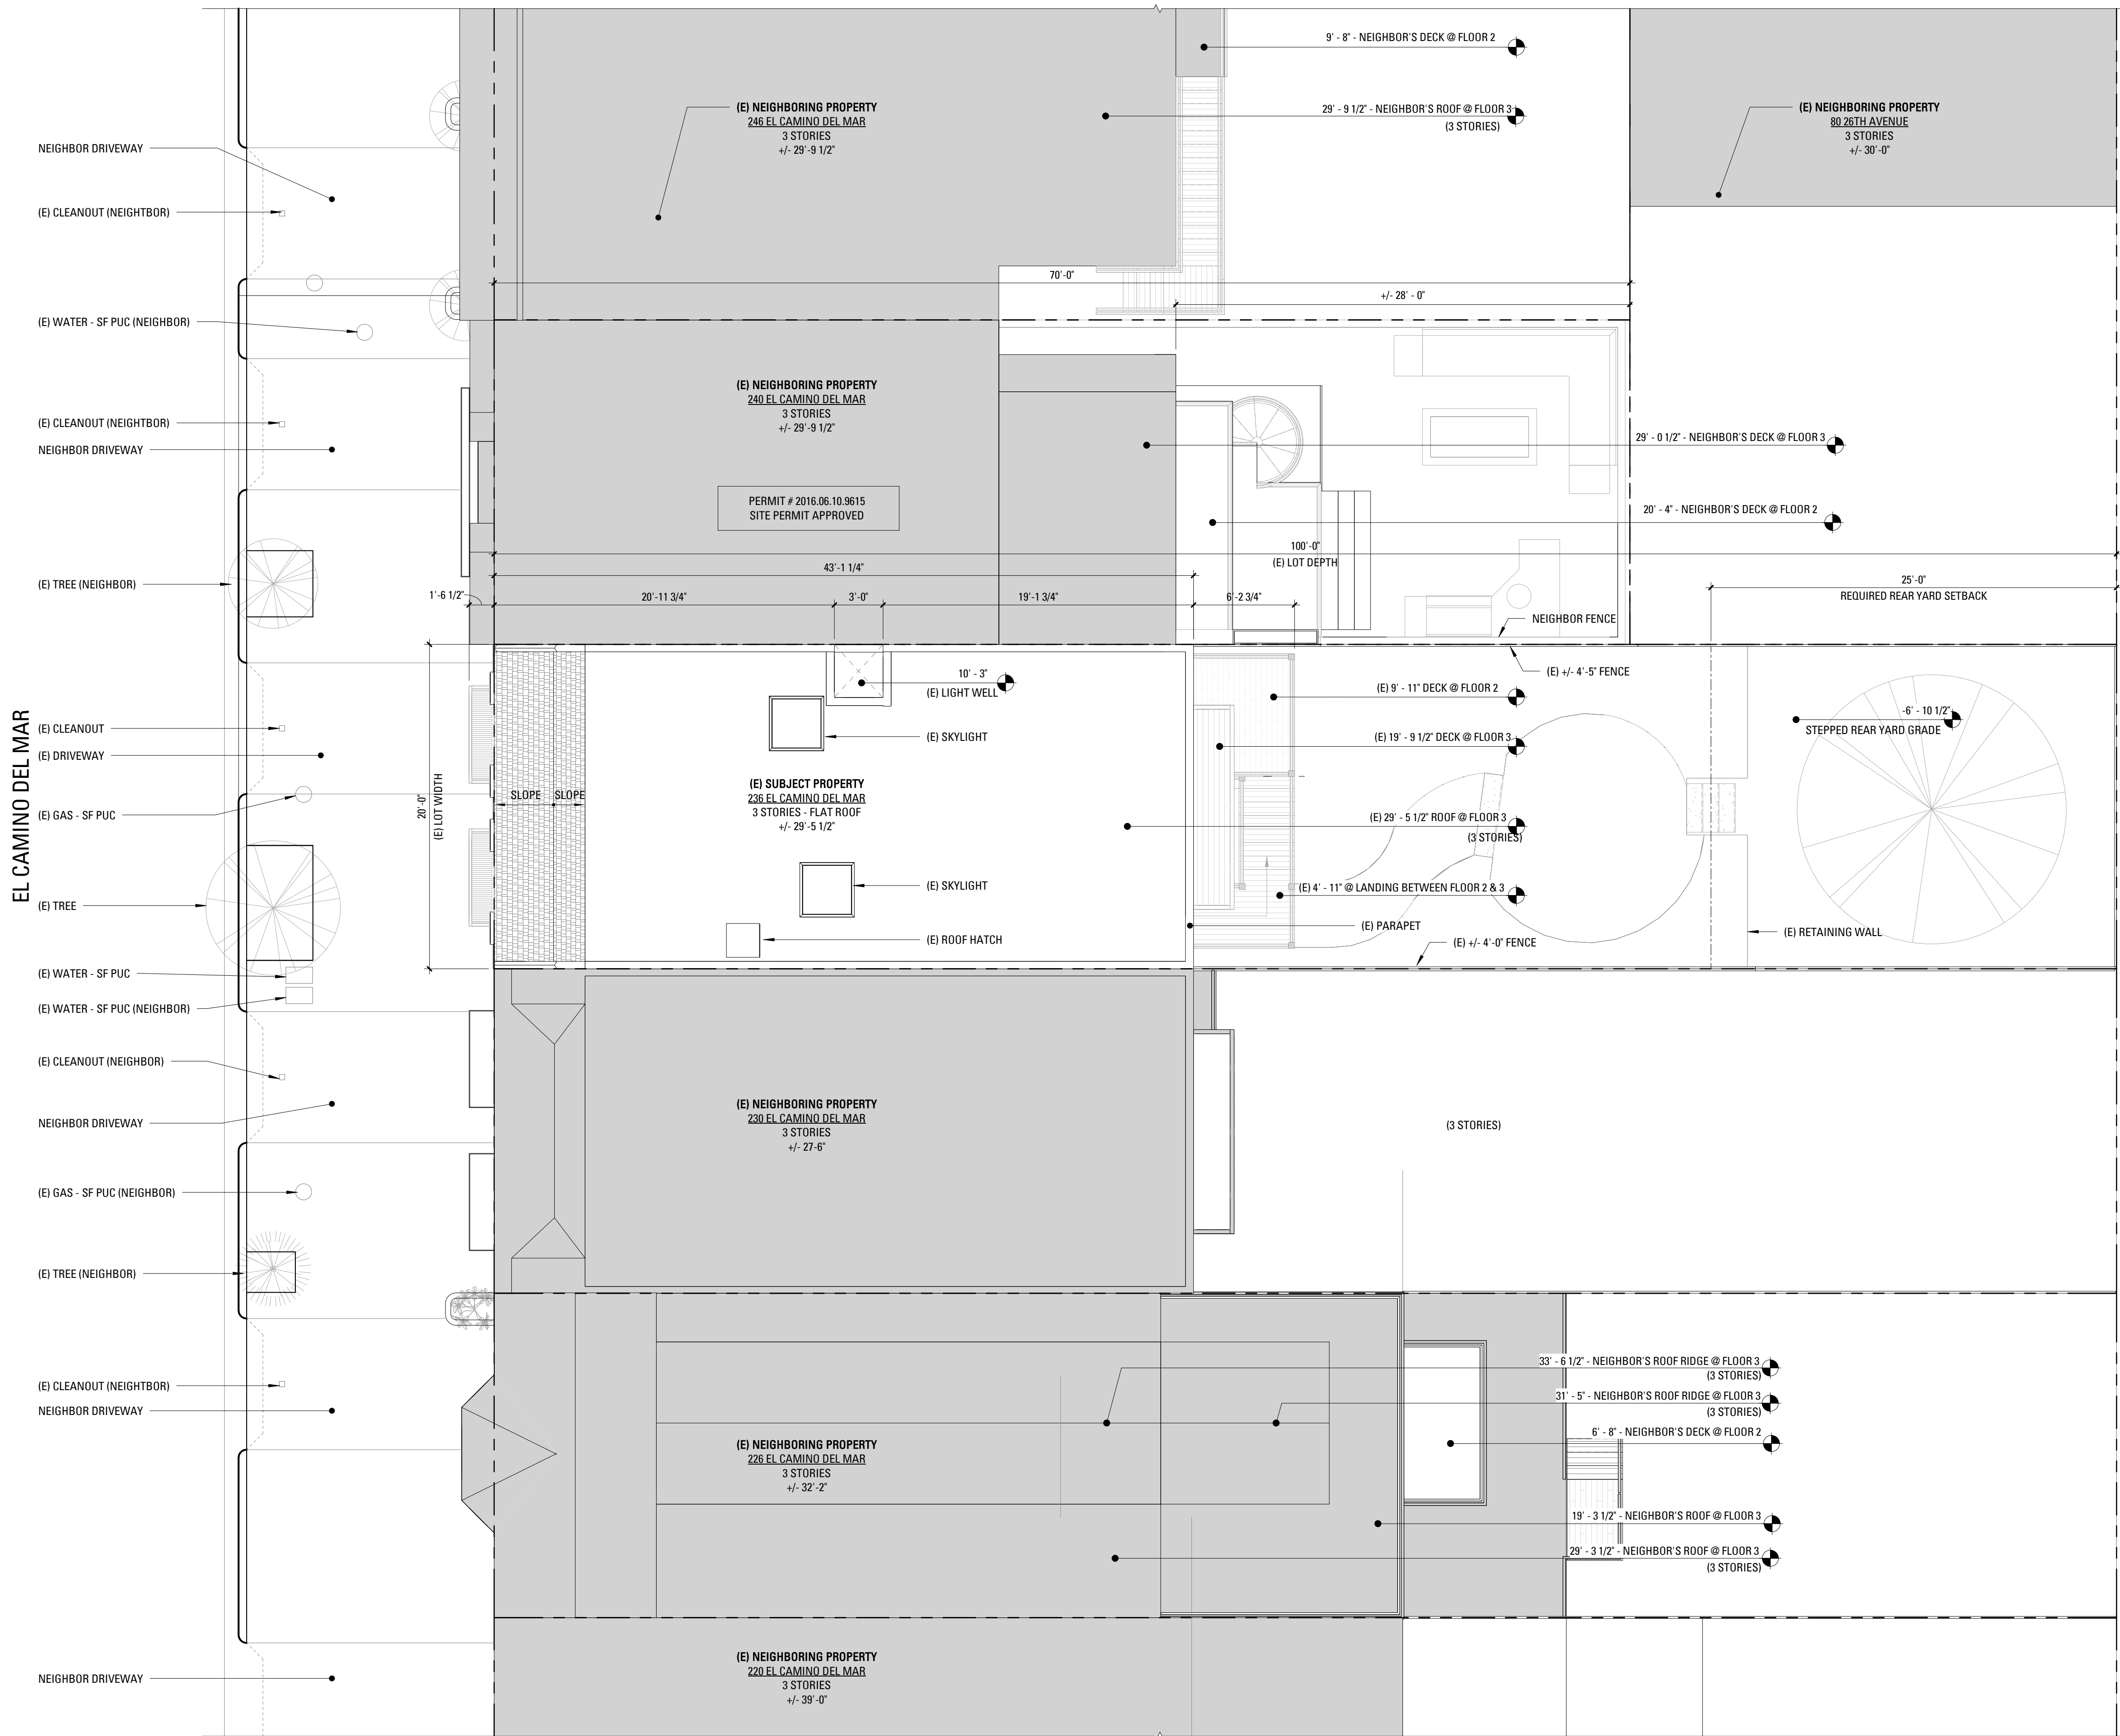 EL CAMINO DEL MAR
NEIGHBOR DRIVEWAY
(E) CLEANOUT (NEIGHTBOR)
(E) WATER - SF PUC (NEIGHBOR)
(E) CLEANOUT (NEIGHTBOR)
NEIGHBOR DRIVEWAY
(E) TREE (NEIGHBOR)
(E) CLEANOUT
(E) DRIVEWAY
(E) GAS - SF PUC
(E) TREE
(E) WATER - SF PUC
(E) WATER - SF PUC (NEIGHBOR)
(E) CLEANOUT (NEIGHBOR)
NEIGHBOR DRIVEWAY
(E) GAS - SF PUC (NEIGHBOR)
(E) TREE (NEIGHBOR)
(E) CLEANOUT (NEIGHTBOR)
NEIGHBOR DRIVEWAY
NEIGHBOR DRIVEWAY
(E) NEIGHBORING PROPERTY
246 EL CAMINO DEL MAR
3 STORIES
+/- 29'-9 1/2"
9' - 8" - NEIGHBOR'S DECK @ FLOOR 2
29' - 9 1/2" - NEIGHBOR'S ROOF @ FLOOR 3
(3 STORIES)
(E) NEIGHBORING PROPERTY
80 26TH AVENUE
3 STORIES
+/- 30'-0"
70'-0"
+/- 28' - 0"
(E) NEIGHBORING PROPERTY
240 EL CAMINO DEL MAR
3 STORIES
+/- 29'-9 1/2"
PERMIT # 2016.06.10.9615
SITE PERMIT APPROVED
29' - 0 1/2" - NEIGHBOR'S DECK @ FLOOR 3
20' - 4" - NEIGHBOR'S DECK @ FLOOR 2
100'-0"
(E) LOT DEPTH
43'-1 1/4"
25'-0"
REQUIRED REAR YARD SETBACK
1'-6 1/2"
20'-11 3/4"
3'-0"
19'-1 3/4"
6'-2 3/4"
NEIGHBOR FENCE
(E) +/- 4'-5" FENCE
10' - 3"
(E) LIGHT WELL
(E) 9' - 11" DECK @ FLOOR 2
-6' - 10 1/2"
STEPPED REAR YARD GRADE
(E) SKYLIGHT
(E) 19' - 9 1/2" DECK @ FLOOR 3
20'-0"
(E) LOT WIDTH
SLOPE
SLOPE
(E) SUBJECT PROPERTY
236 EL CAMINO DEL MAR
3 STORIES - FLAT ROOF
+/- 29'-5 1/2"
(E) 29' - 5 1/2" ROOF @ FLOOR 3
(3 STORIES)
(E) SKYLIGHT
(E) 4' - 11" @ LANDING BETWEEN FLOOR 2 & 3
(E) PARAPET
(E) ROOF HATCH
(E) +/- 4'-0" FENCE
(E) RETAINING WALL
(E) NEIGHBORING PROPERTY
230 EL CAMINO DEL MAR
3 STORIES
+/- 27-6"
(3 STORIES)
33' - 6 1/2" - NEIGHBOR'S ROOF RIDGE @ FLOOR 3
(3 STORIES)
31' - 5" - NEIGHBOR'S ROOF RIDGE @ FLOOR 3
(3 STORIES)
6' - 8" - NEIGHBOR'S DECK @ FLOOR 2
(E) NEIGHBORING PROPERTY
226 EL CAMINO DEL MAR
3 STORIES
+/- 32'-2"
19' - 3 1/2" - NEIGHBOR'S ROOF @ FLOOR 3
29' - 3 1/2" - NEIGHBOR'S ROOF @ FLOOR 3
(3 STORIES)
(E) NEIGHBORING PROPERTY
220 EL CAMINO DEL MAR
3 STORIES
+/- 39'-0"